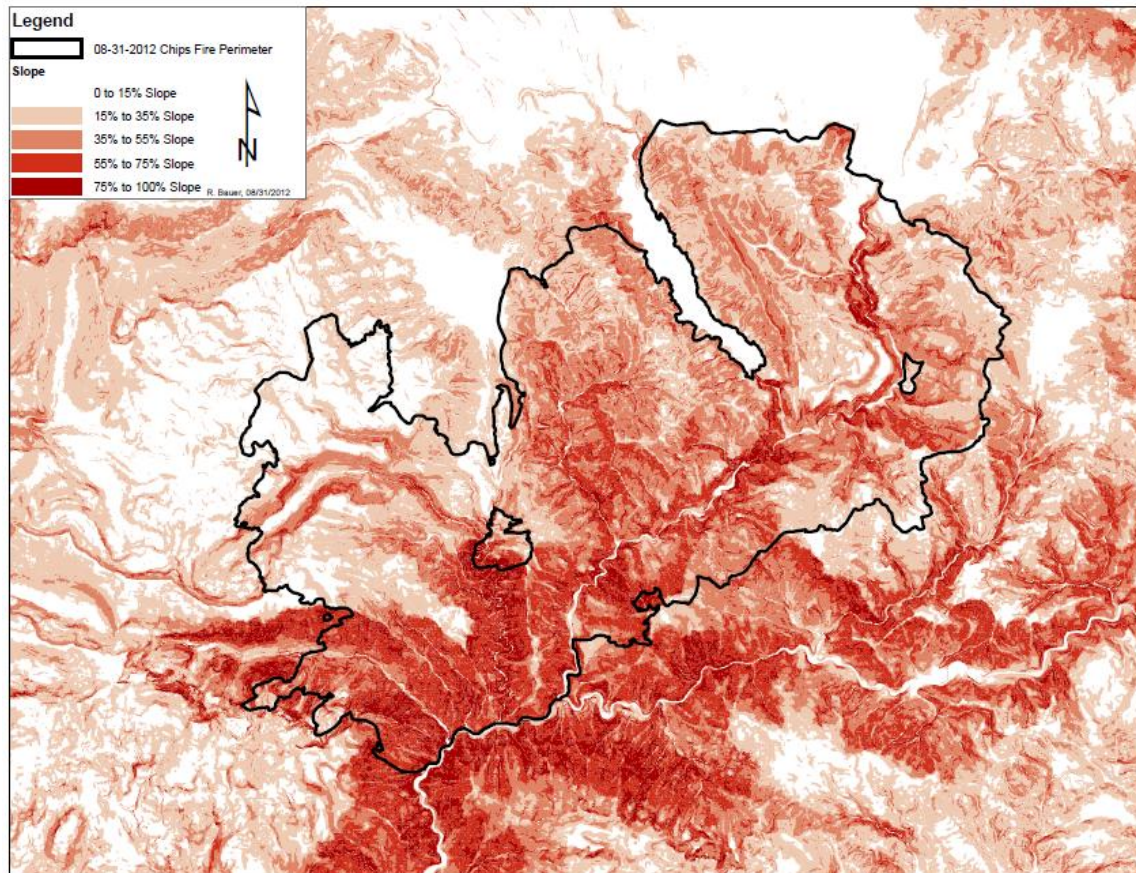 Legend
08-31-2012 Chips Fire Perimeter
Slope
0 to 15% Slope
15% to 35% Slope
35% to 55% Slope
55% to 75% Slope
75% to 100% Slope
N
R. Bauer, 08/31/2012